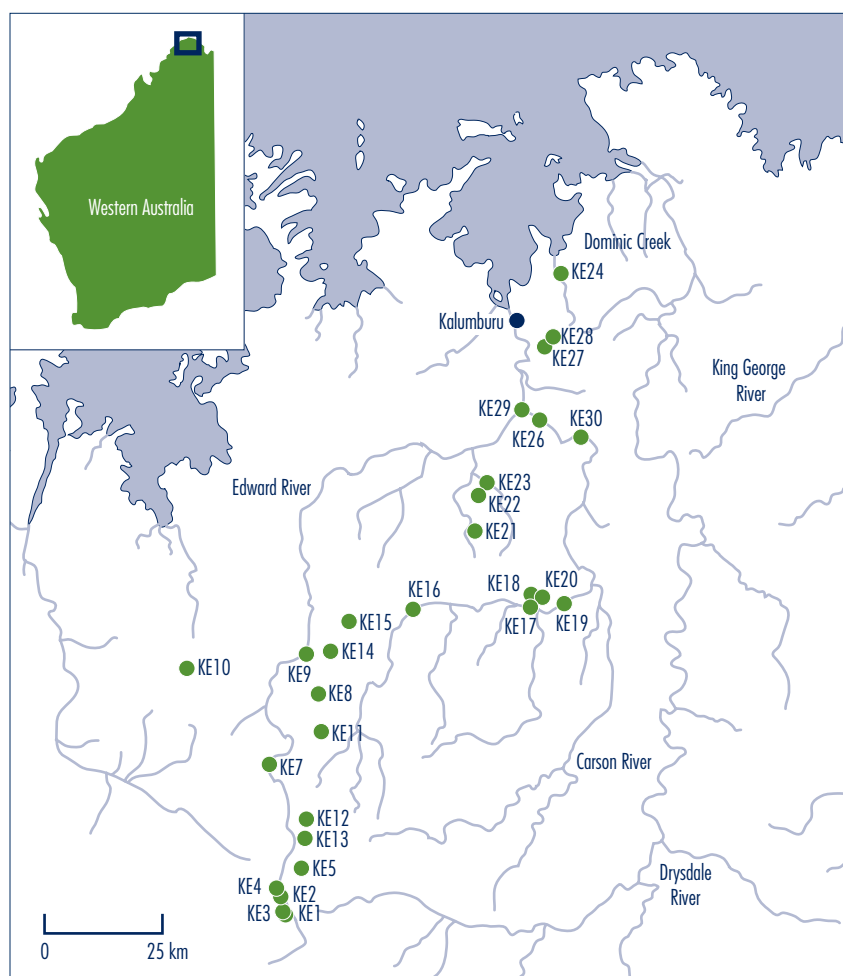 Western Australia
Dominic Creek
KE24
Kalumburu
KE28
KE27
King George
River
KE29
KE26
KE30
Edward River
KE23
KE22
KE21
KE18
KE20
KE16
KE17
KE19
KE15
KE14
KE9
KE10
KE8
KE11
Carson River
KE7
KE12
KE13
KE5
KE4
KE2
KE3
KE1
Drysdale
River
0
25 km